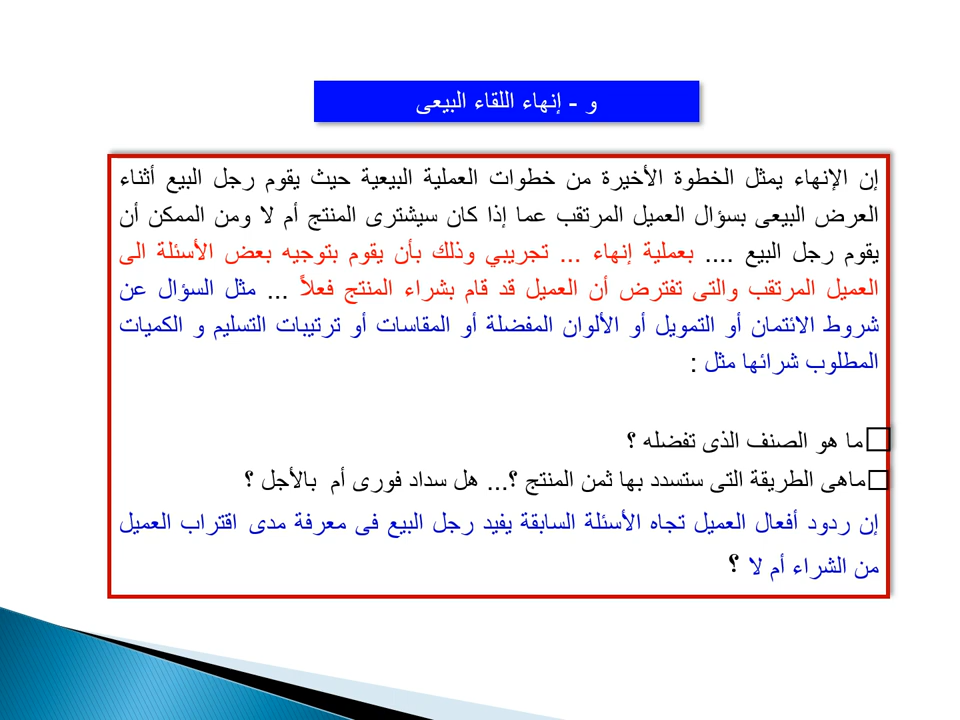 و - إنهاء اللقاء البيعى
إن الإنهاء يمثل الخطوة الأخيرة من خطوات العملية البيعية حيث يقوم رجل البيع أثناء
العرض البيعى بسؤال العميل المرتقب عما إذا كان سيشترى المنتج أم لا ومن الممكن أن
يقوم رجل البيع .... بعملية إنهاء ... تجريبي وذلك بأن يقوم بتوجيه بعض الأسئلة الى
العميل المرتقب والتى تفترض أن العميل قد قام بشراء المنتج فعلاً ... مثل السؤال عن
شروط الائتمان أو التمويل أو الألوان المفضلة أو المقاسات أو ترتيبات التسليم و الكميات
المطلوب شرائها مثل :
ما هو الصنف الذى تفضله ؟
ماهى الطريقة التى ستسدد بها ثمن المنتج ؟... هل سداد فورى أم بالأجل ؟
إن ردود أفعال العميل تجاه الأسئلة السابقة يفيد رجل البيع فى معرفة مدى اقتراب العميل
من الشراء أم لا ؟